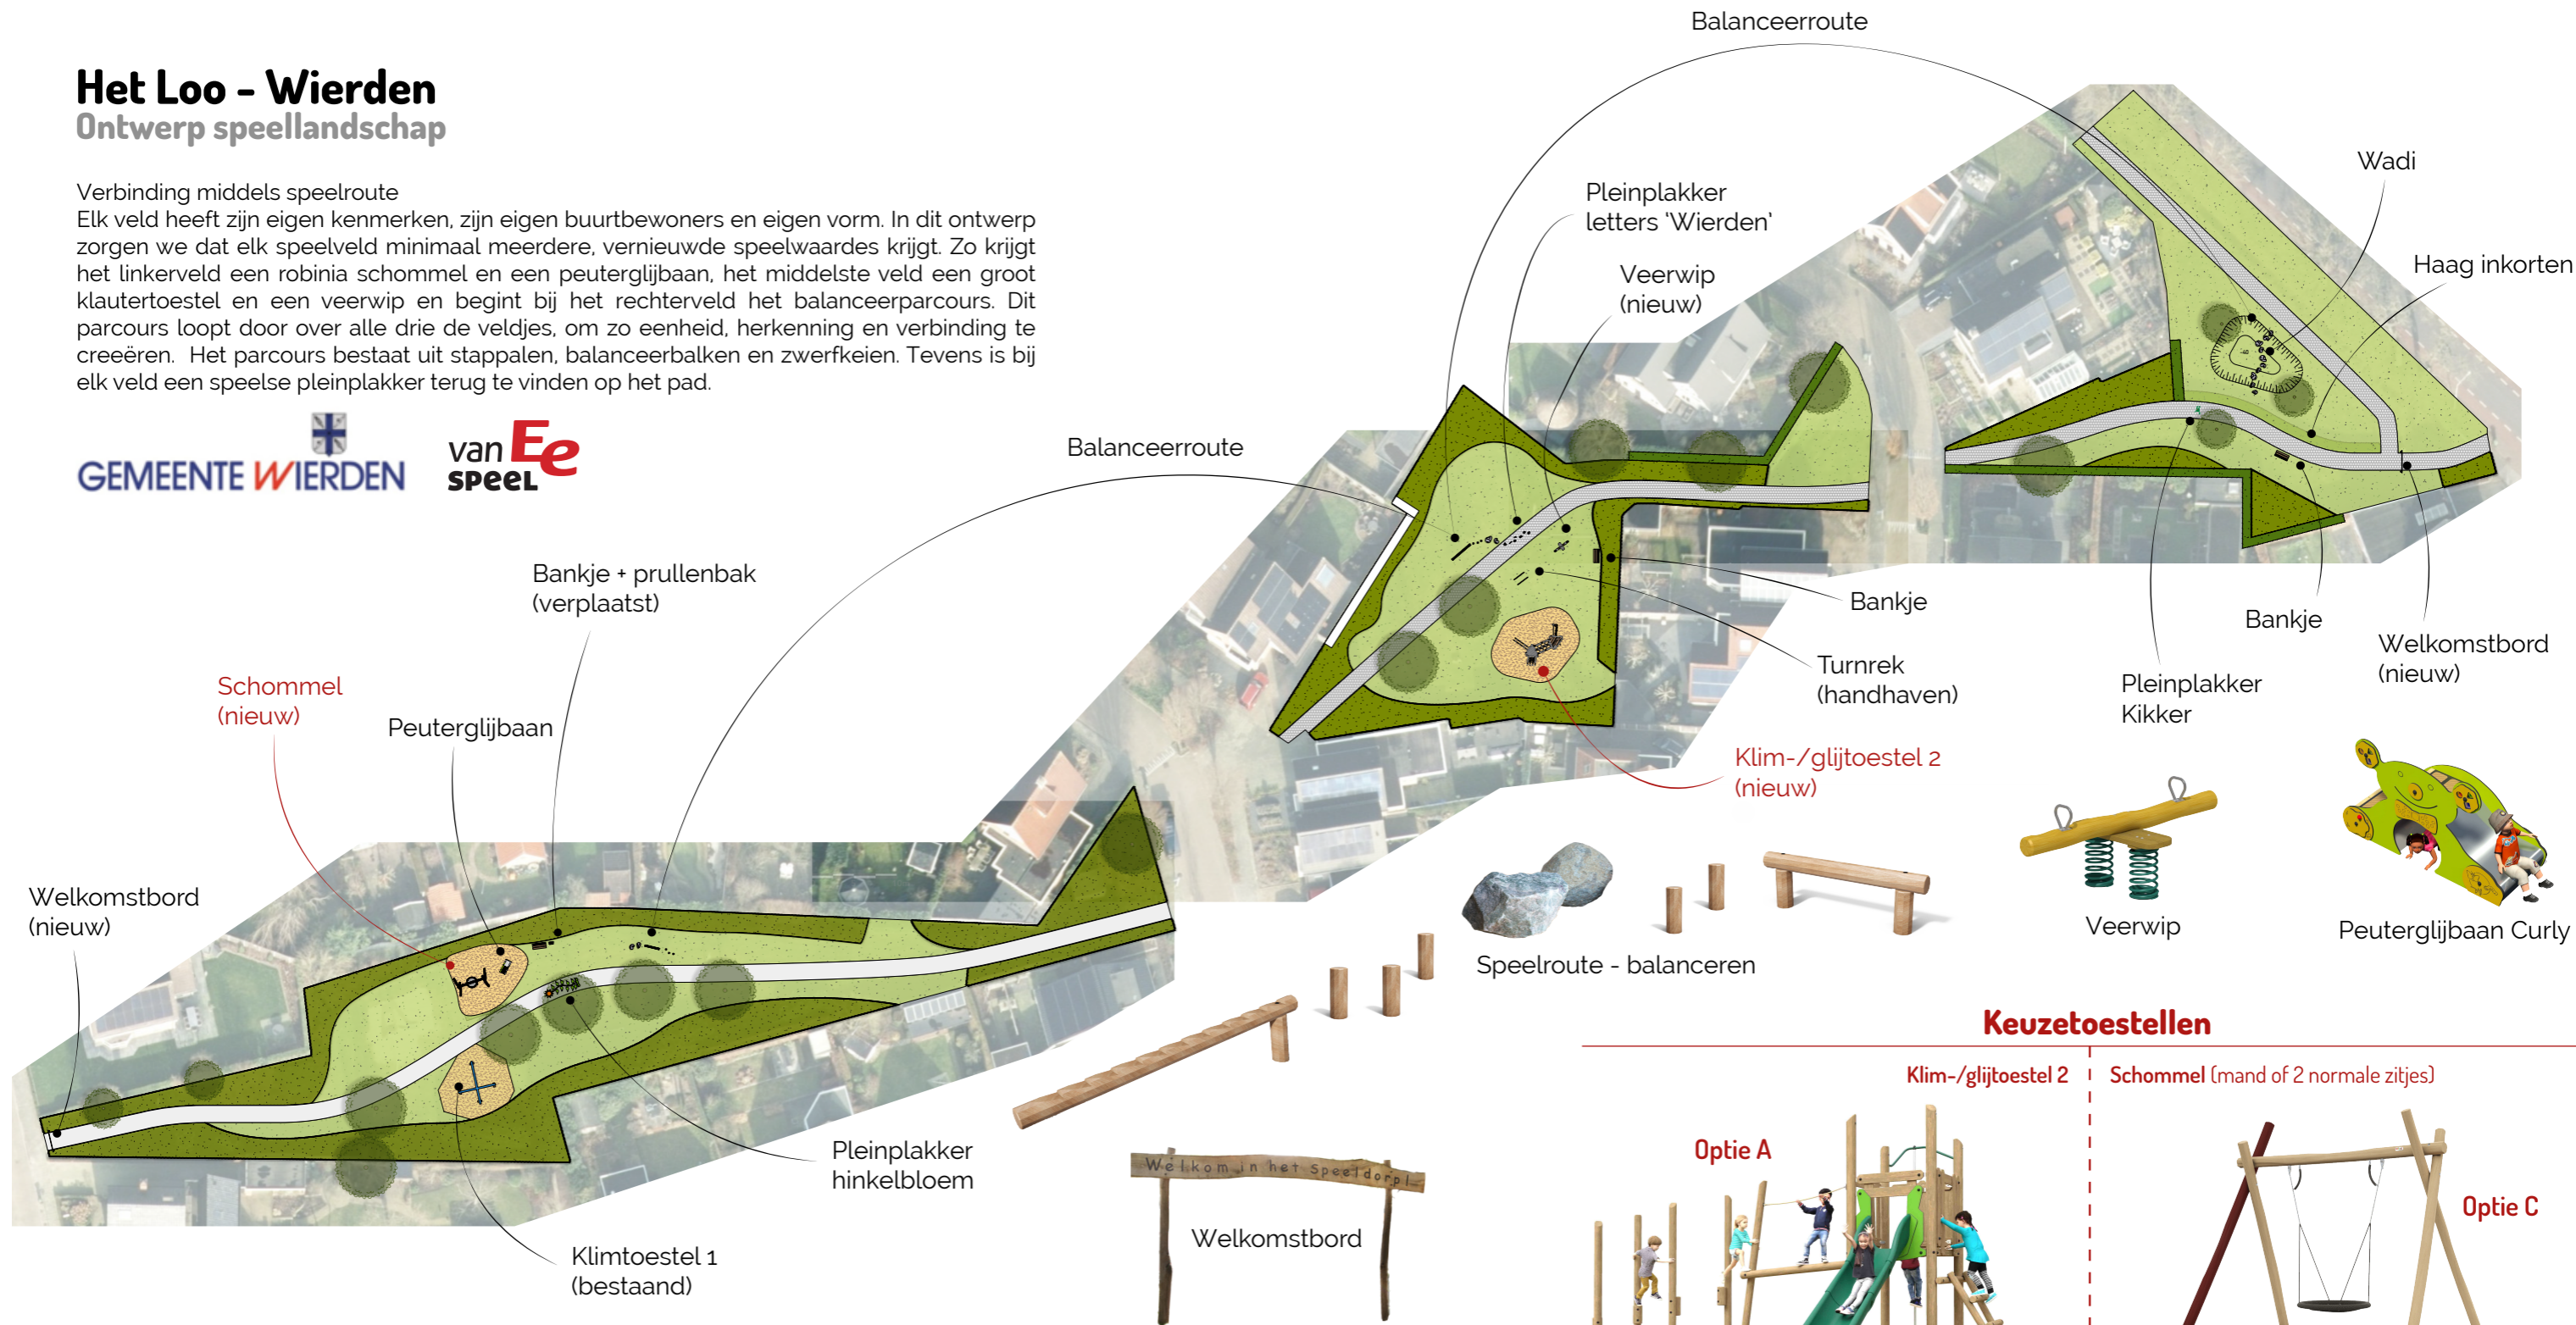 Het Loo - Wierden
Ontwerp speellandschap
Verbinding middels speelroute
Elk veld heeft zijn eigen kenmerken, zijn eigen buurtbewoners en eigen vorm. In dit ontwerp
zorgen we dat elk speelveld minimaal meerdere, vernieuwde speelwaardes krijgt. Zo krijgt
het linkerveld een robinia schommel en een peuterglijbaan, het middelste veld een groot
klautertoestel en een veerwip en begint bij het rechterveld het balanceerparcours. Dit
parcours loopt door over alle drie de veldjes, om zo eenheid, herkenning en verbinding te
creeëren. Het parcours bestaat uit stappalen, balanceerbalken en zwerfkeien. Tevens is bij
elk veld een speelse pleinplakker terug te vinden op het pad.
GEMEENTE WIERDEN
van Ee
speel
Balanceerroute
Pleinplakker
letters ‘Wierden’
Veerwip
(nieuw)
Wadi
Haag inkorten
Balanceerroute
Bankje + prullenbak
(verplaatst)
Bankje
Turnrek
(handhaven)
Bankje
Welkomstbord
(nieuw)
Pleinplakker
Kikker
Schommel
(nieuw)
Peuterglijbaan
Klim-/glijtoestel 2
(nieuw)
Welkomstbord
(nieuw)
Veerwip
Peuterglijbaan Curly
Speelroute - balanceren
Pleinplakker
hinkelbloem
Klimtoestel 1
(bestaand)
Welkom in het Speeldorp!
Welkomstbord
Keuzetoestellen
Klim-/glijtoestel 2
Schommel (mand of 2 normale zitjes)
Optie A
Optie C